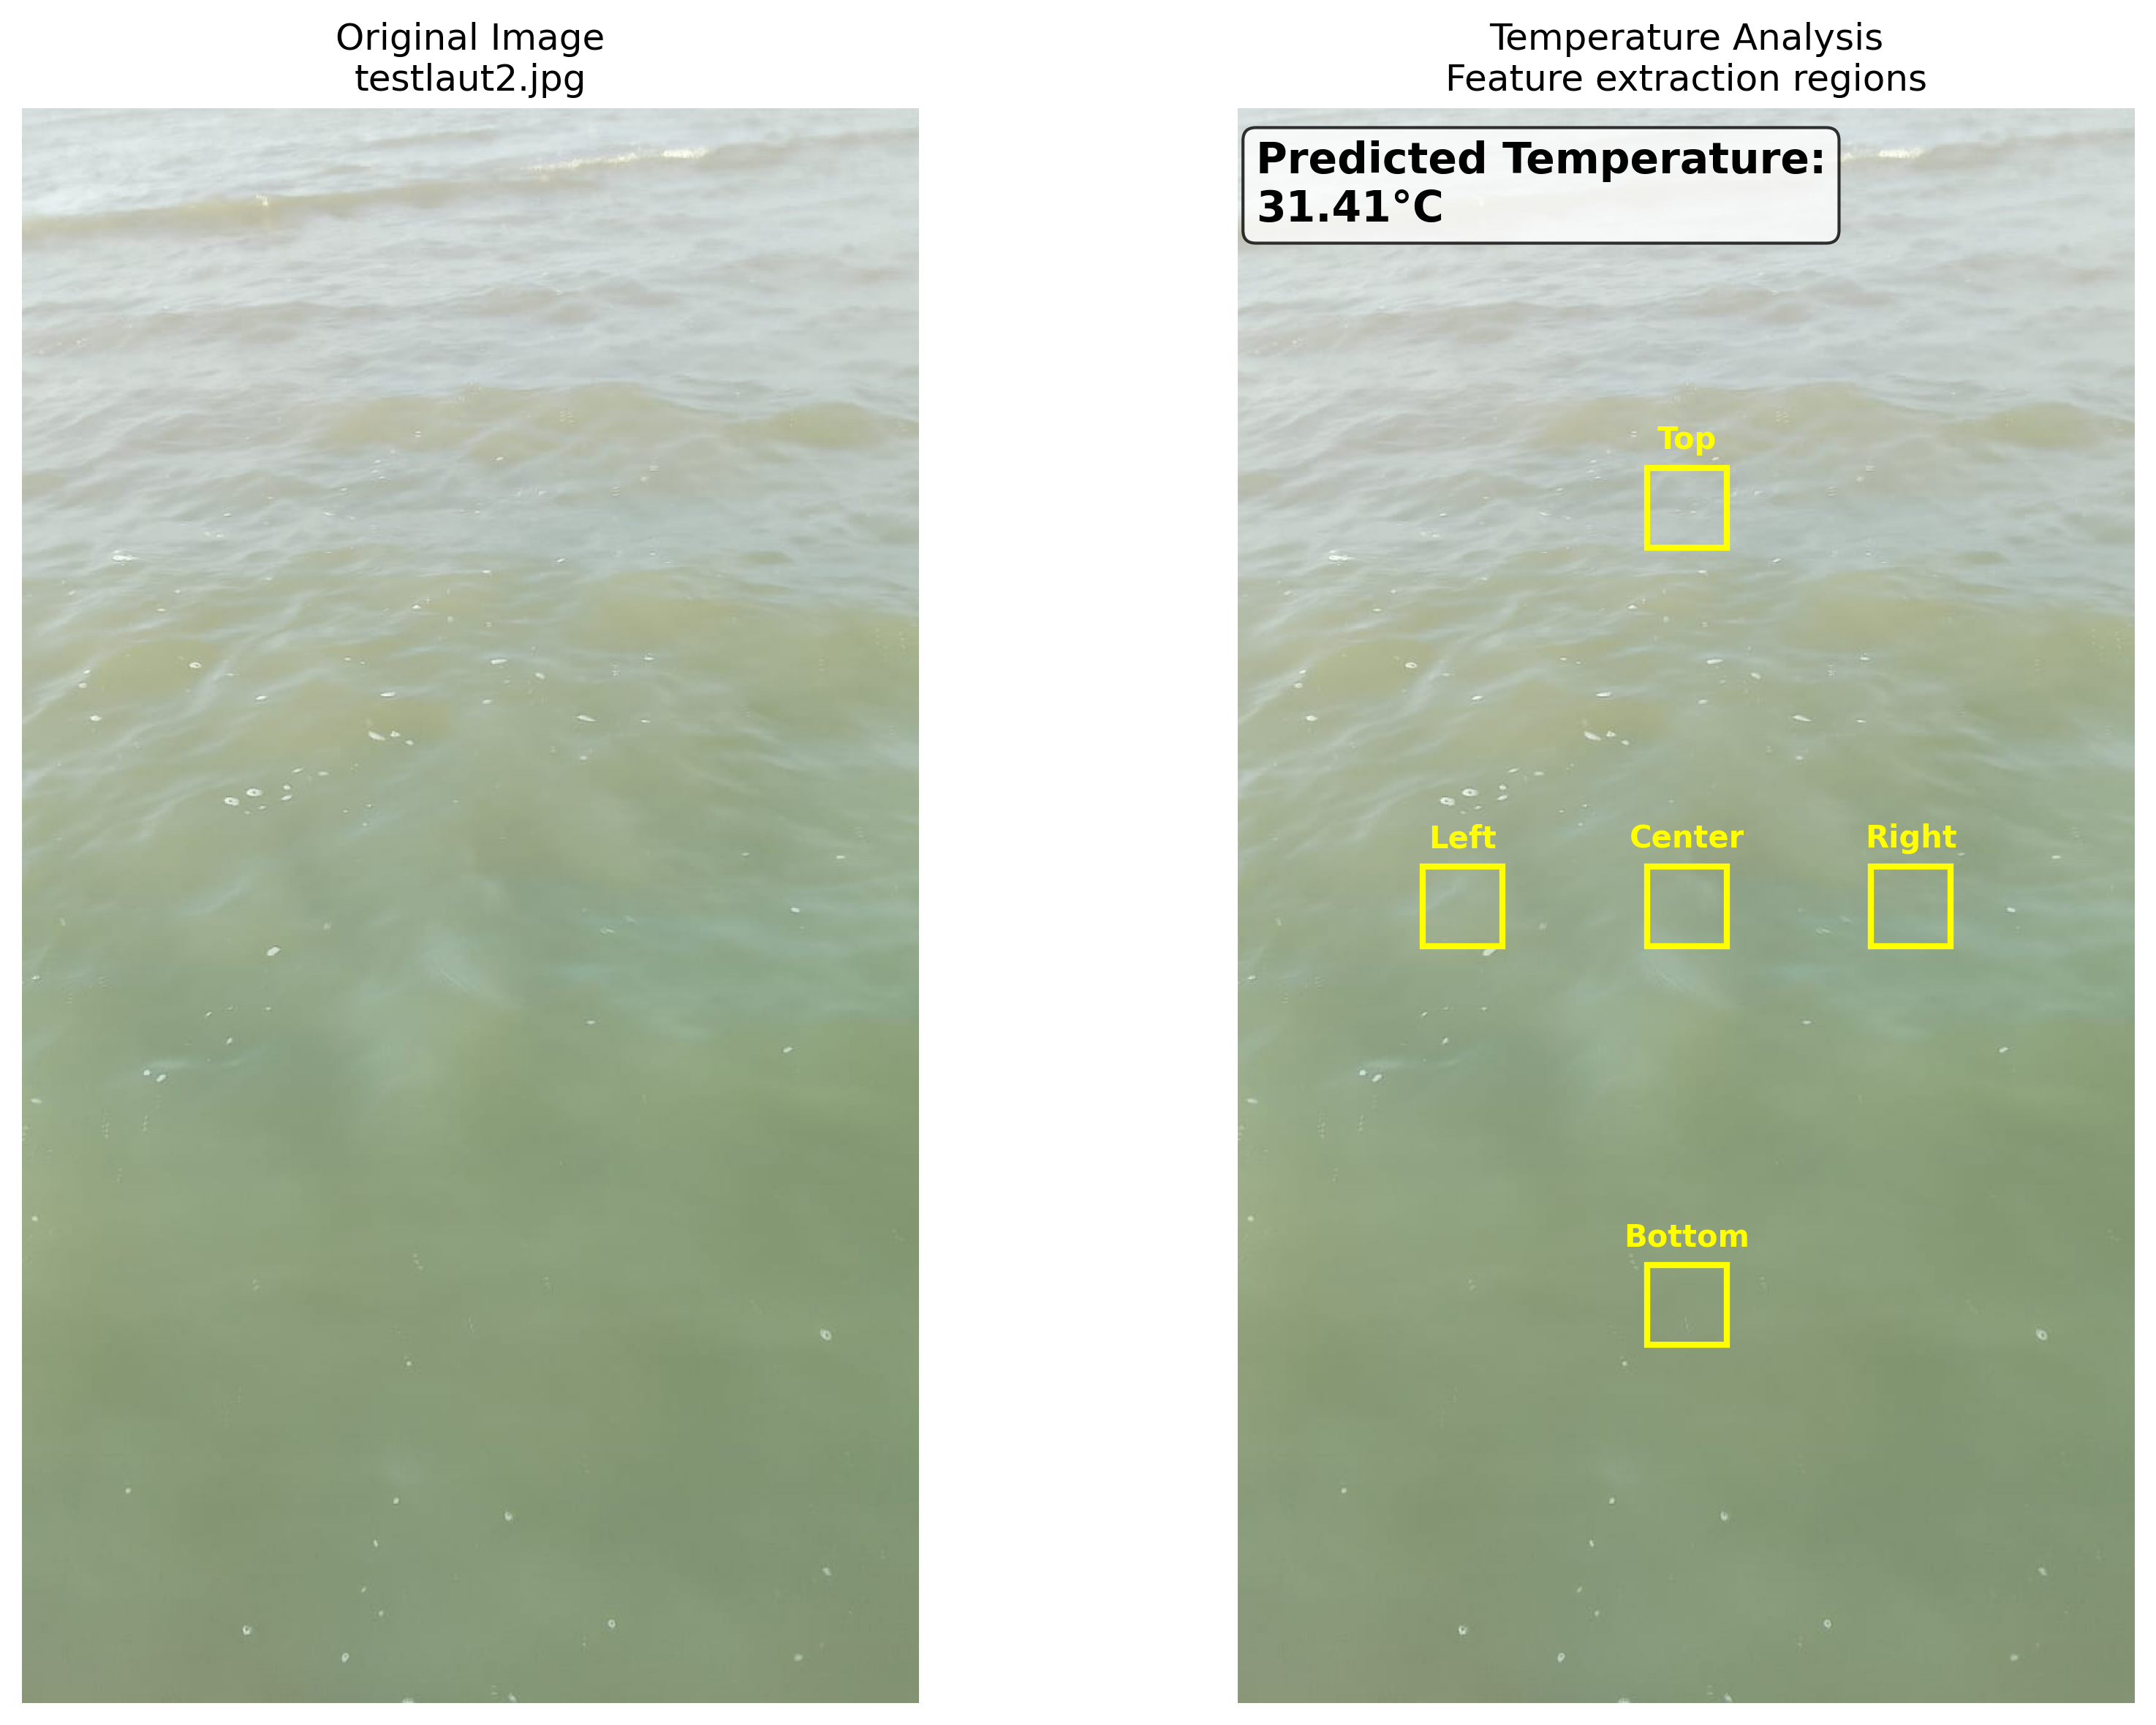 Original Image
testlaut2.jpg
Temperature Analysis
Feature extraction regions
Predicted Temperature:
31.41°C
Top
Left
Center
Right
Bottom